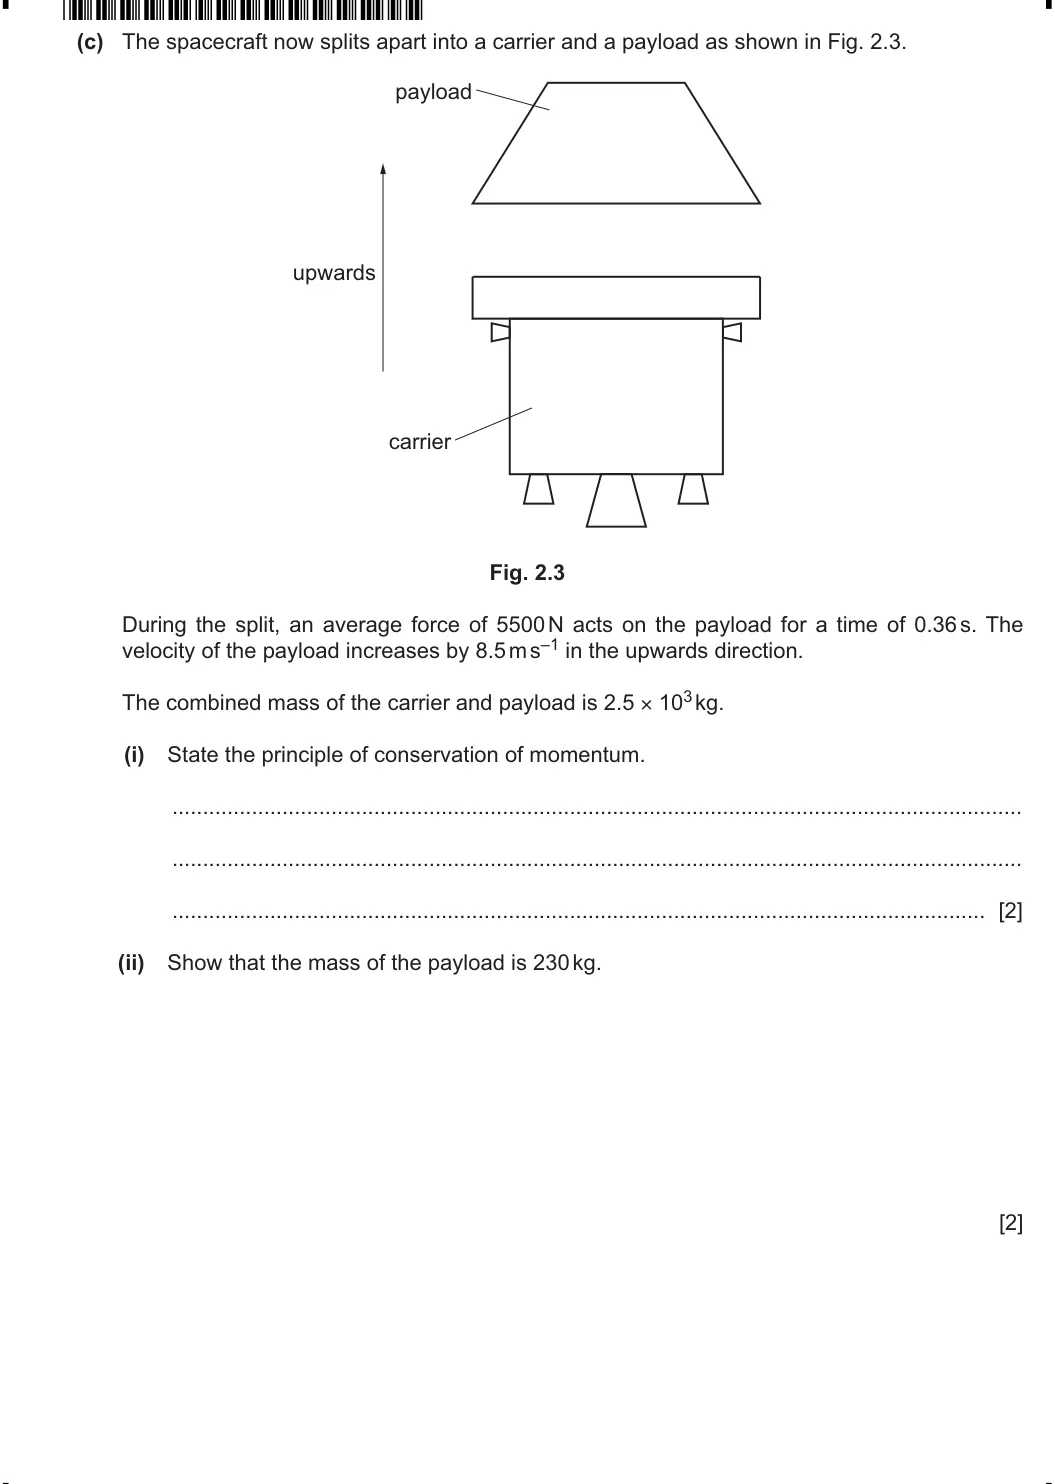 (c) The spacecraft now splits apart into a carrier and a payload as shown in Fig. 2.3.
payload
upwards
carrier
Fig. 2.3
During the split, an average force of 5500 N acts on the payload for a time of 0.36 s. The
velocity of the payload increases by 8.5 m s⁻¹ in the upwards direction.
The combined mass of the carrier and payload is 2.5 × 10³ kg.
(i) State the principle of conservation of momentum.
..........................................................................................................................................
..........................................................................................................................................
.................................................................................................................................... [2]
(ii) Show that the mass of the payload is 230 kg.
[2]